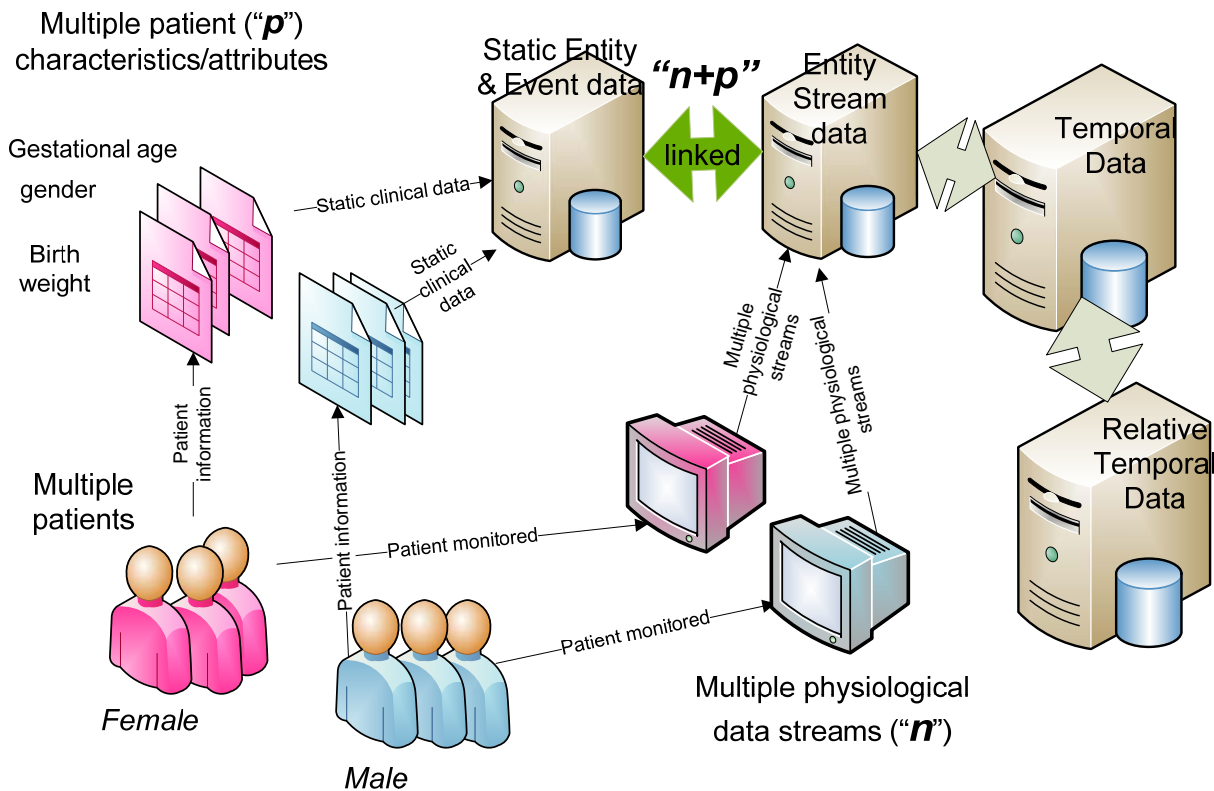 Multiple patient (“p”)
characteristics/attributes
Static Entity
& Event data
“n+p”
Entity
Stream
data
linked
Temporal
Data
Gestational age
gender
Birth
weight
Static clinical data
Static
clinical
data
Multiple
physiological
streams
Multiple physiological
streams
Relative
Temporal
Data
Patient
information
Patient information
Multiple
patients
Patient monitored
Patient monitored
Female
Male
Multiple physiological
data streams (“n”)